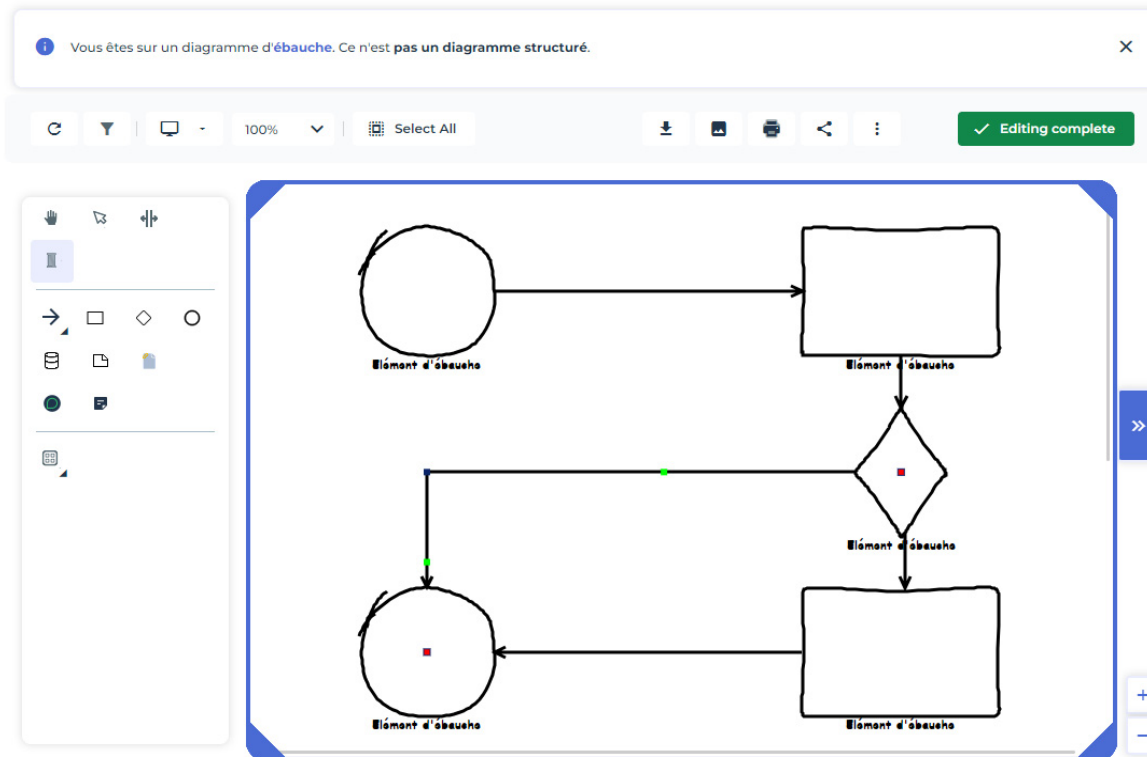 Vous êtes sur un diagramme d'ébauche. Ce n'est pas un diagramme structuré.
100%
Select All
Editing complete
Elément d'ébauche
Elément d'ébauche
Elément d'ébauche
Elément d'ébauche
Elément d'ébauche